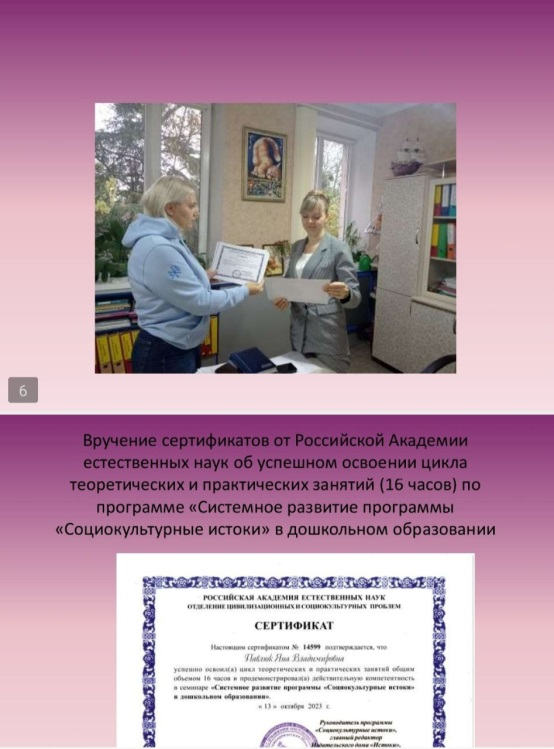 6
Вручение сертификатов от Российской Академии
естественных наук об успешном освоении цикла
теоретических и практических занятий (16 часов) по
программе «Системное развитие программы
«Социокультурные истоки» в дошкольном образовании
РОССИЙСКАЯ АКАДЕМИЯ ЕСТЕСТВЕННЫХ НАУК
ОТДЕЛЕНИЕ ЦИВИЛИЗАЦИОННЫХ И СОЦИОКУЛЬТУРНЫХ ПРОБЛЕМ
СЕРТИФИКАТ
Настоящим сертификатом № 14599 подтверждается, что
Павлий Яна Владимировна
успешно освоил(а) цикл теоретических и практических занятий общим
объемом 16 часов и продемонстрировал(а) действительную компетентность
в семинаре «Системное развитие программы «Социокультурные истоки»
в дошкольном образовании».
« 13 » октября 2023 г.
Руководитель программы
«Социокультурные истоки»,
главный редактор
Издательского дома «Истоки»,